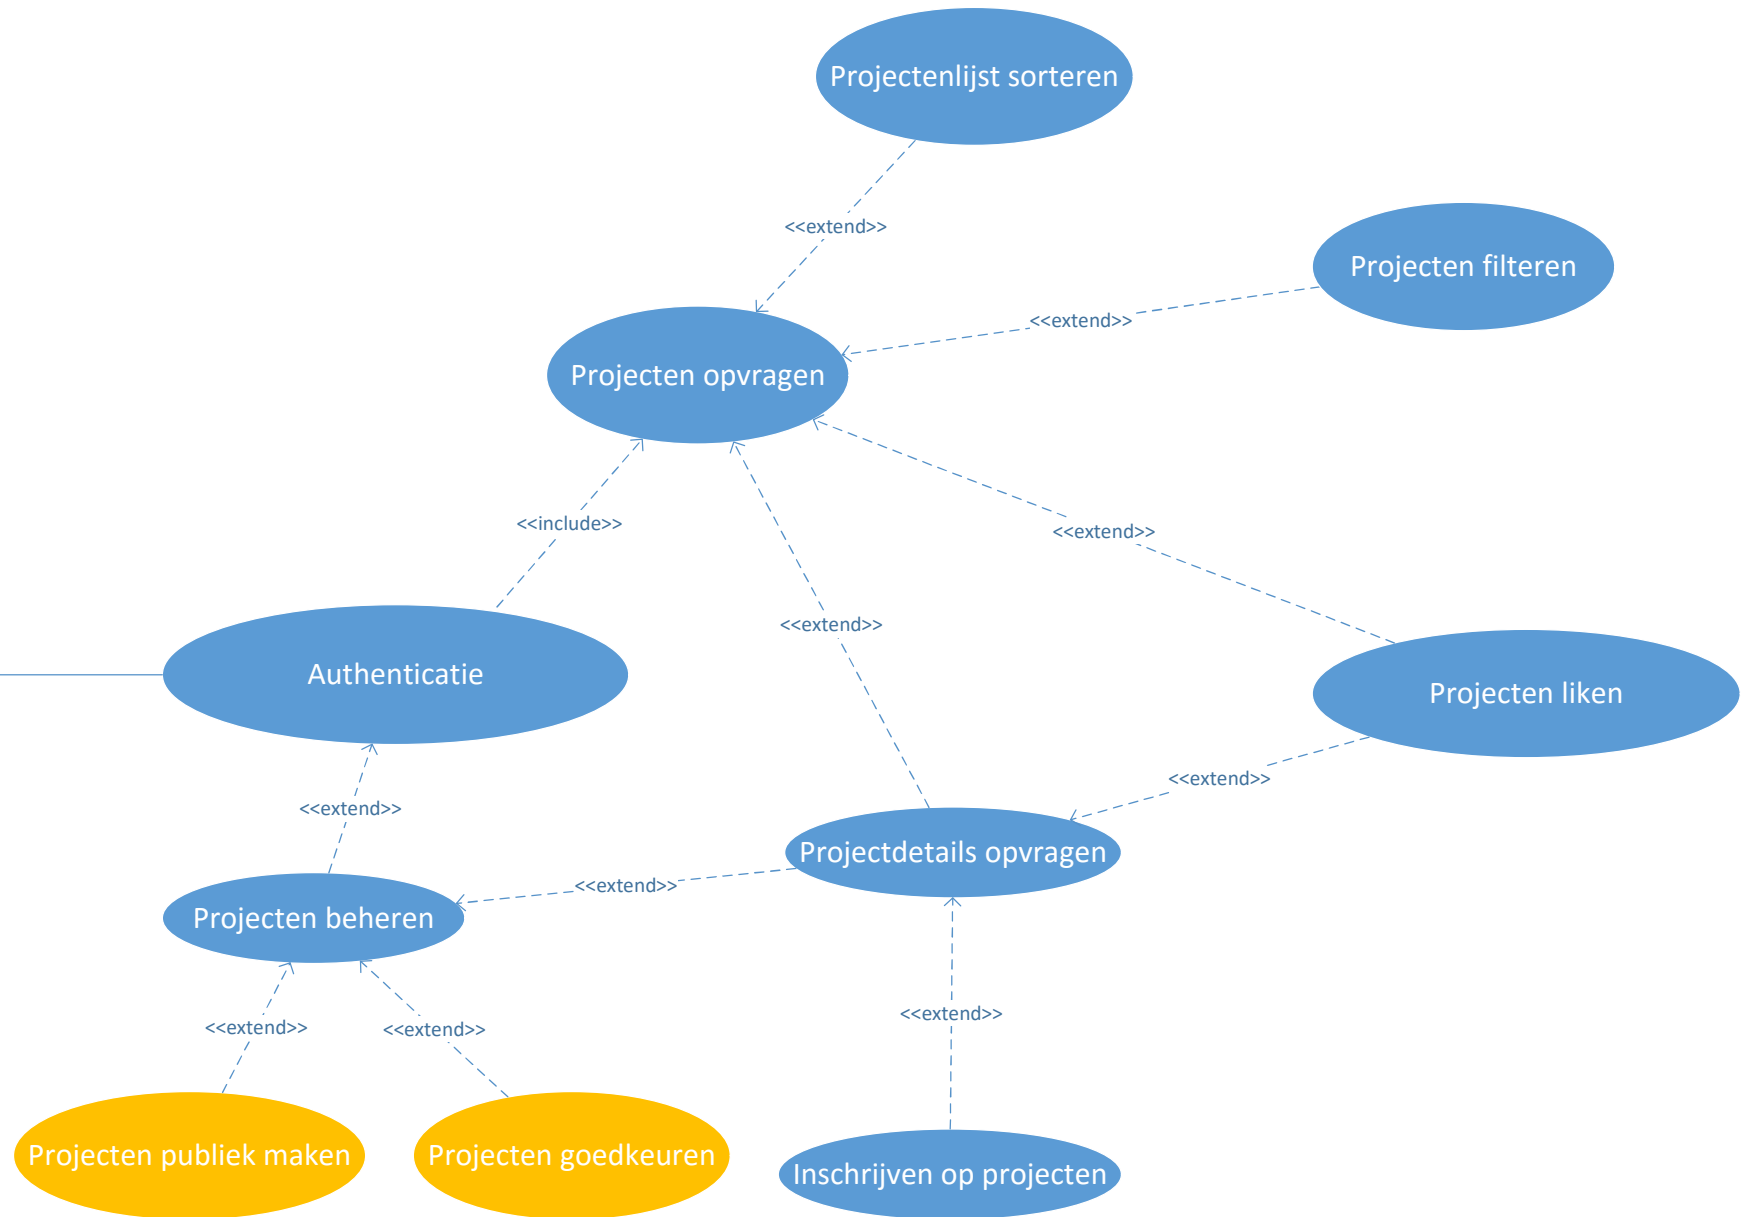 Projectenlijst sorteren
<<extend>>
Projecten filteren
<<extend>>
Projecten opvragen
<<include>>
<<extend>>
<<extend>>
Authenticatie
Projecten liken
<<extend>>
<<extend>>
Projectdetails opvragen
<<extend>>
Projecten beheren
<<extend>>
<<extend>>
<<extend>>
Projecten publiek maken
Projecten goedkeuren
Inschrijven op projecten